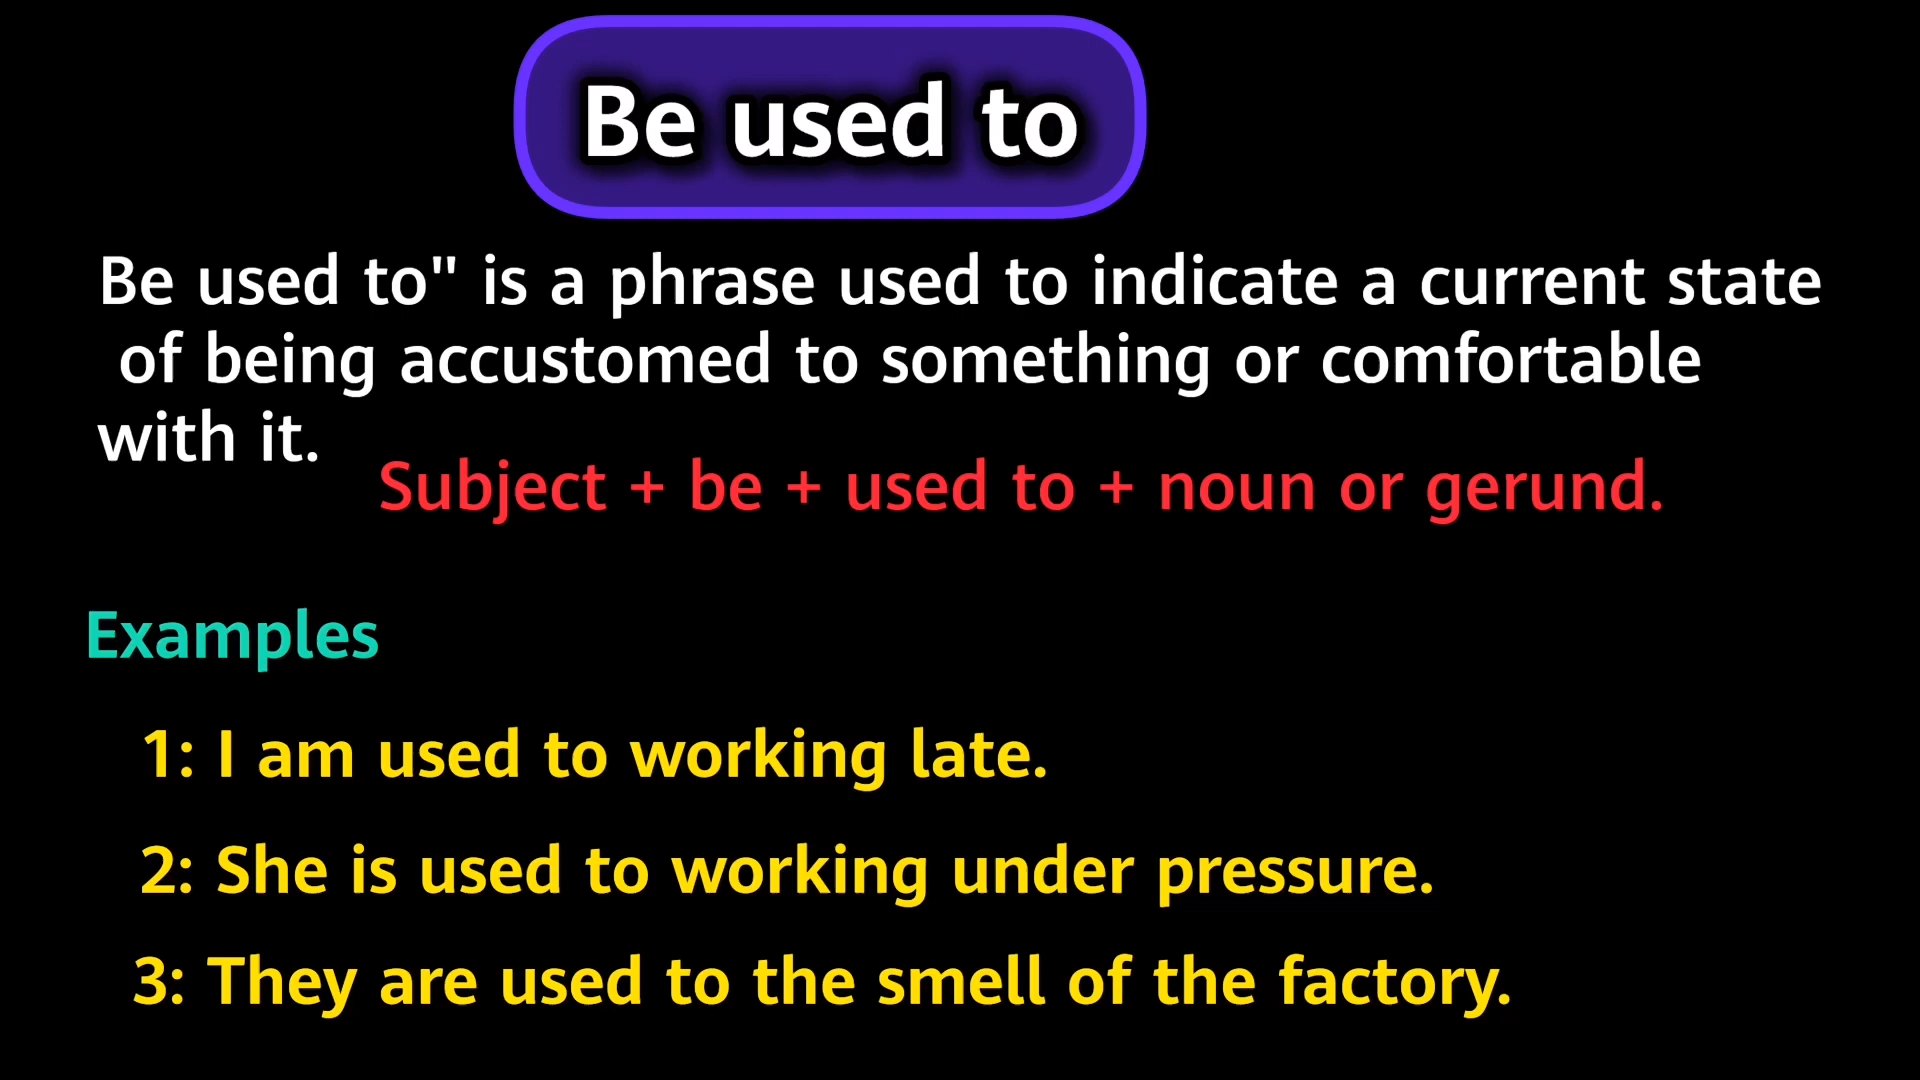 Be used to
Be used to" is a phrase used to indicate a current state
of being accustomed to something or comfortable
with it.
Subject + be + used to + noun or gerund.
Examples
1: I am used to working late.
2: She is used to working under pressure.
3: They are used to the smell of the factory.